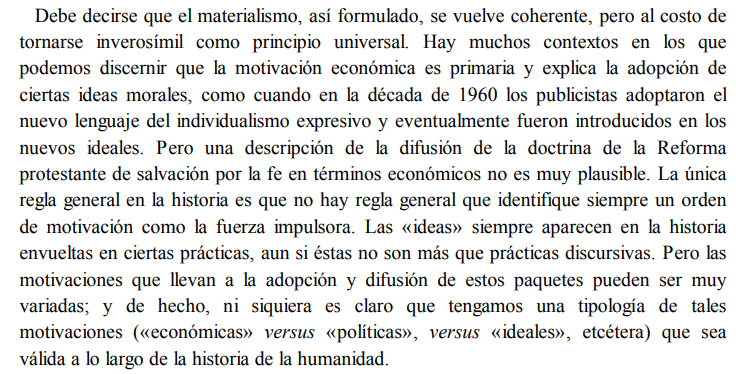 Debe decirse que el materialismo, así formulado, se vuelve coherente, pero al costo de
tornarse inverosímil como principio universal. Hay muchos contextos en los que
podemos discernir que la motivación económica es primaria y explica la adopción de
ciertas ideas morales, como cuando en la década de 1960 los publicistas adoptaron el
nuevo lenguaje del individualismo expresivo y eventualmente fueron introducidos en los
nuevos ideales. Pero una descripción de la difusión de la doctrina de la Reforma
protestante de salvación por la fe en términos económicos no es muy plausible. La única
regla general en la historia es que no hay regla general que identifique siempre un orden
de motivación como la fuerza impulsora. Las «ideas» siempre aparecen en la historia
envueltas en ciertas prácticas, aun si éstas no son más que prácticas discursivas. Pero las
motivaciones que llevan a la adopción y difusión de estos paquetes pueden ser muy
variadas; y de hecho, ni siquiera es claro que tengamos una tipología de tales
motivaciones («económicas» versus «políticas», versus «ideales», etcétera) que sea
válida a lo largo de la historia de la humanidad.